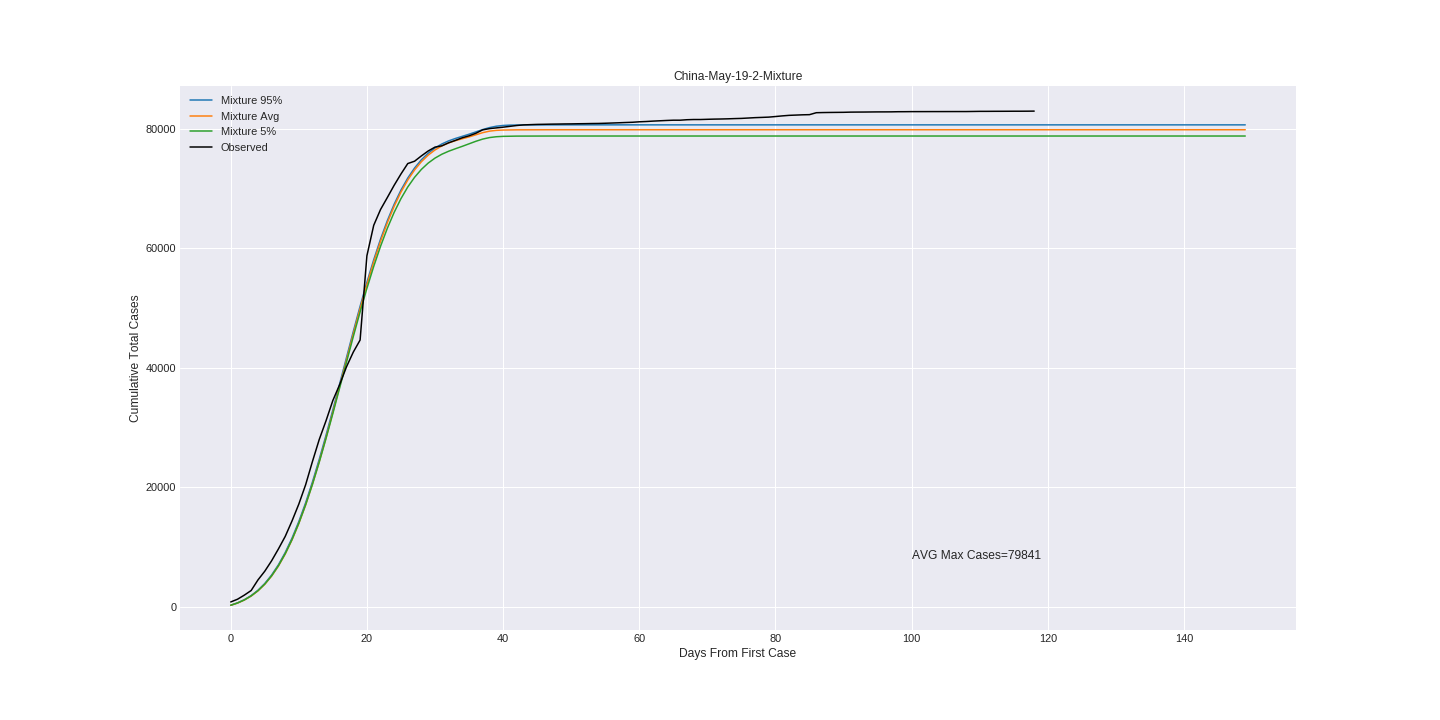 China-May-19-2-Mixture
Mixture 95%
Mixture Avg
Mixture 5%
Observed
80000
60000
40000
20000
0
Cumulative Total Cases
AVG Max Cases=79841
0 20 40 60 80 100 120 140
Days From First Case